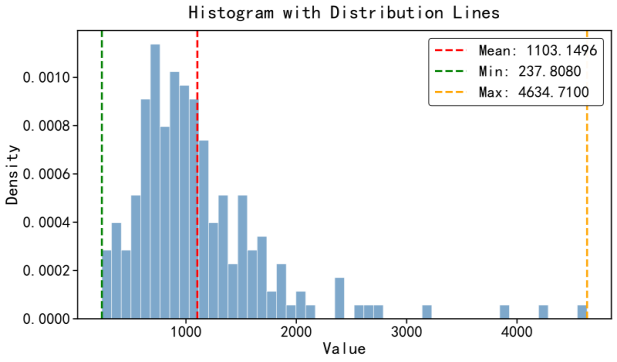 Histogram with Distribution Lines
Mean: 1103.1496
Min: 237.8080
Max: 4634.7100
0.0010
0.0008
0.0006
0.0004
0.0002
0.0000
Density
1000 2000 3000 4000
Value